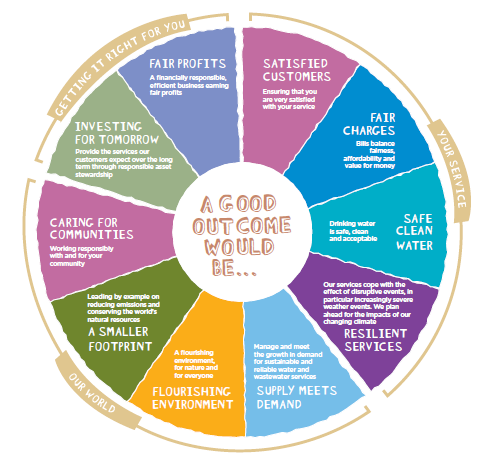 GETTING IT RIGHT FOR YOU
YOUR SERVICE
OUR WORLD
A GOOD
OUTCOME
WOULD
BE...
SATISFIED
CUSTOMERS
Ensuring that you
are very satisfied
with your service
FAIR
CHARGES
Bills balance
fairness,
affordability and
value for money
SAFE
CLEAN
WATER
Drinking water
is safe, clean
and acceptable
Our services cope with the
effect of disruptive events, in
particular increasingly severe
weather events. We plan
ahead for the impacts of our
changing climate
RESILIENT
SERVICES
Manage and meet
the growth in demand
for sustainable and
reliable water and
wastewater services
SUPPLY MEETS
DEMAND
A flourishing
environment,
for nature and
for everyone
FLOURISHING
ENVIRONMENT
Leading by example on
reducing emissions and
conserving the world's
natural resources
A SMALLER
FOOTPRINT
CARING FOR
COMMUNITIES
Working responsibly
with and for your
community
INVESTING
FOR TOMORROW
Provide the services our
customers expect over the long
term through responsible asset
stewardship
FAIR PROFITS
A financially responsible,
efficient business earning
fair profits